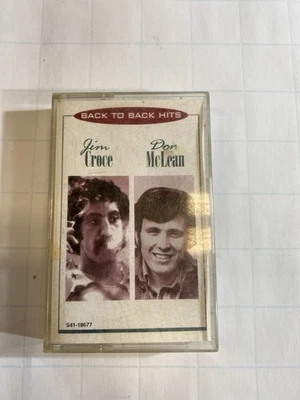 BACK TO BACK HITS
Jim Don
Croce McLean
S41-18677